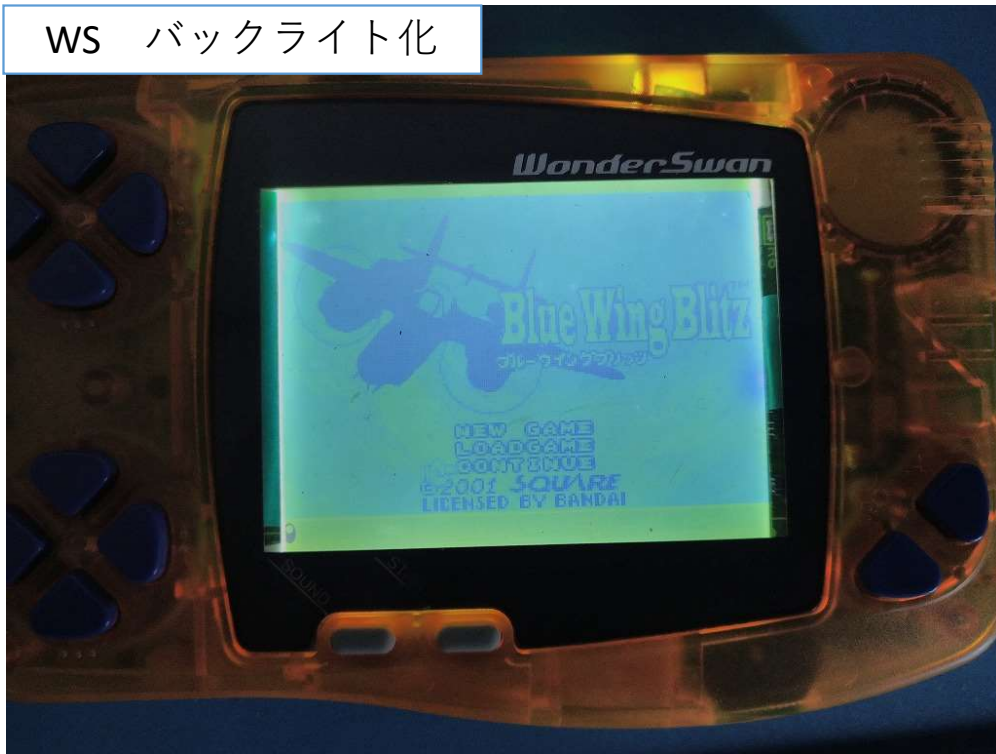 WS バックライト化
WonderSwan
Blue Wing Blitz
ブルーウイングブリッツ
NEW GAME
LOADGAME
CONTINUE
©2001 SQUARE
LICENSED BY BANDAI
SOUND